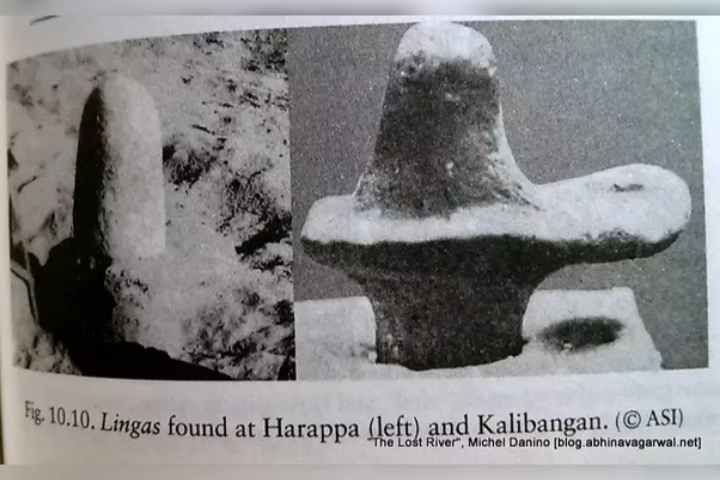 Fig. 10.10. Lingas found at Harappa (left) and Kalibangan. (© ASI)
"The Lost River", Michel Danino [blog.abhinavagarwal.net]